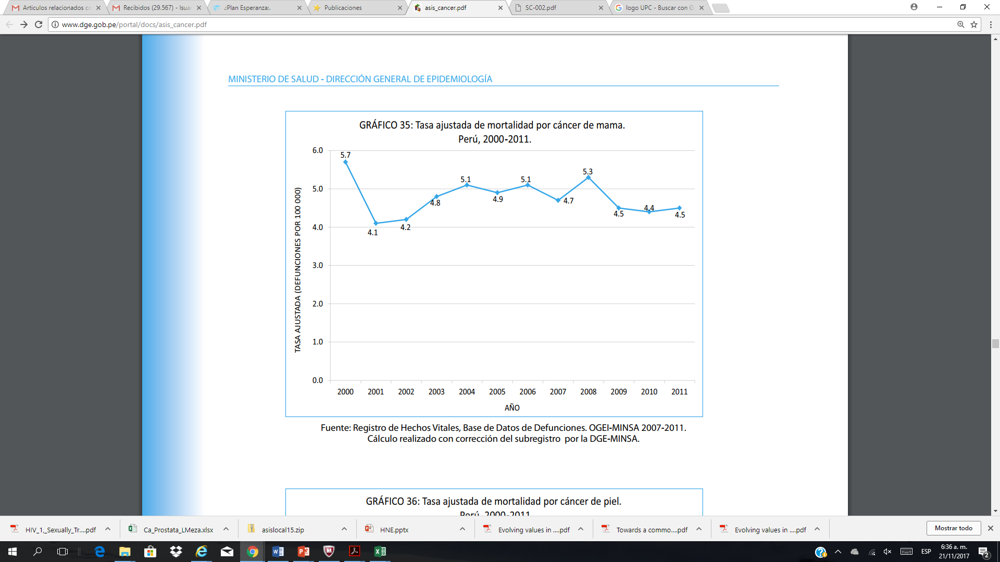 Articulos relacionados co
Recibidos (29.567) - lsua
.:Plan Esperanza:.
Publicaciones
asis_cancer.pdf
SC-002.pdf
logo UPC - Buscar con G
www.dge.gob.pe/portal/docs/asis_cancer.pdf
MINISTERIO DE SALUD - DIRECCIÓN GENERAL DE EPIDEMIOLOGÍA
GRÁFICO 35: Tasa ajustada de mortalidad por cáncer de mama.
Perú, 2000-2011.
TASA AJUSTADA (DEFUNCIONES POR 100 000)
6.0
5.0
4.0
3.0
2.0
1.0
0.0
5.7
4.1
4.2
4.8
5.1
4.9
5.1
4.7
5.3
4.5
4.4
4.5
2000 2001 2002 2003 2004 2005 2006 2007 2008 2009 2010 2011
AÑO
Fuente: Registro de Hechos Vitales, Base de Datos de Defunciones. OGEI-MINSA 2007-2011.
Cálculo realizado con corrección del subregistro por la DGE-MINSA.
GRÁFICO 36: Tasa ajustada de mortalidad por cáncer de piel.
Perú, 2000-2011
HIV_1,_Sexually_Tr....pdf
Ca_Prostata_LMeza.xlsx
asislocal15.zip
HNE.pptx
Evolving values in ....pdf
Towards a commo....pdf
Evolving values in ....pdf
Mostrar todo
ESP
6:36 a. m.
21/11/2017
2